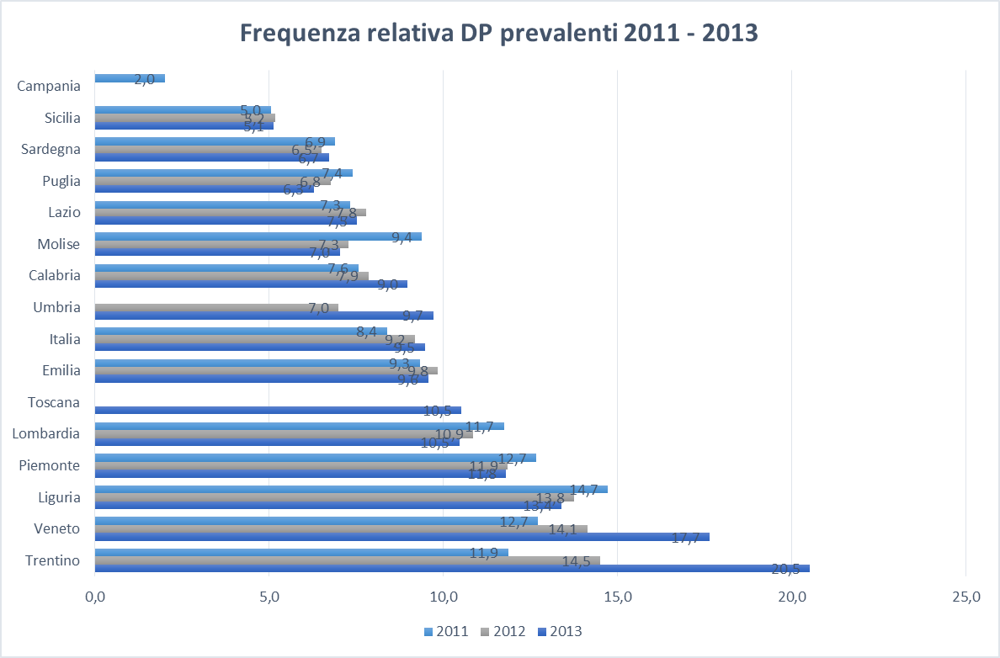 Frequenza relativa DP prevalenti 2011 - 2013
Campania
2,0
Sicilia
5,0
5,2
5,1
Sardegna
6,9
6,5
6,7
Puglia
7,4
6,8
6,3
Lazio
7,3
7,8
7,5
Molise
9,4
7,3
7,0
Calabria
7,6
7,9
9,0
Umbria
7,0
9,7
Italia
8,4
9,2
9,5
Emilia
9,3
9,8
9,6
Toscana
10,5
Lombardia
11,7
10,9
10,5
Piemonte
12,7
11,9
11,8
Liguria
14,7
13,8
13,4
Veneto
12,7
14,1
17,7
Trentino
11,9
14,5
20,5
0,0 5,0 10,0 15,0 20,0 25,0
2011 2012 2013